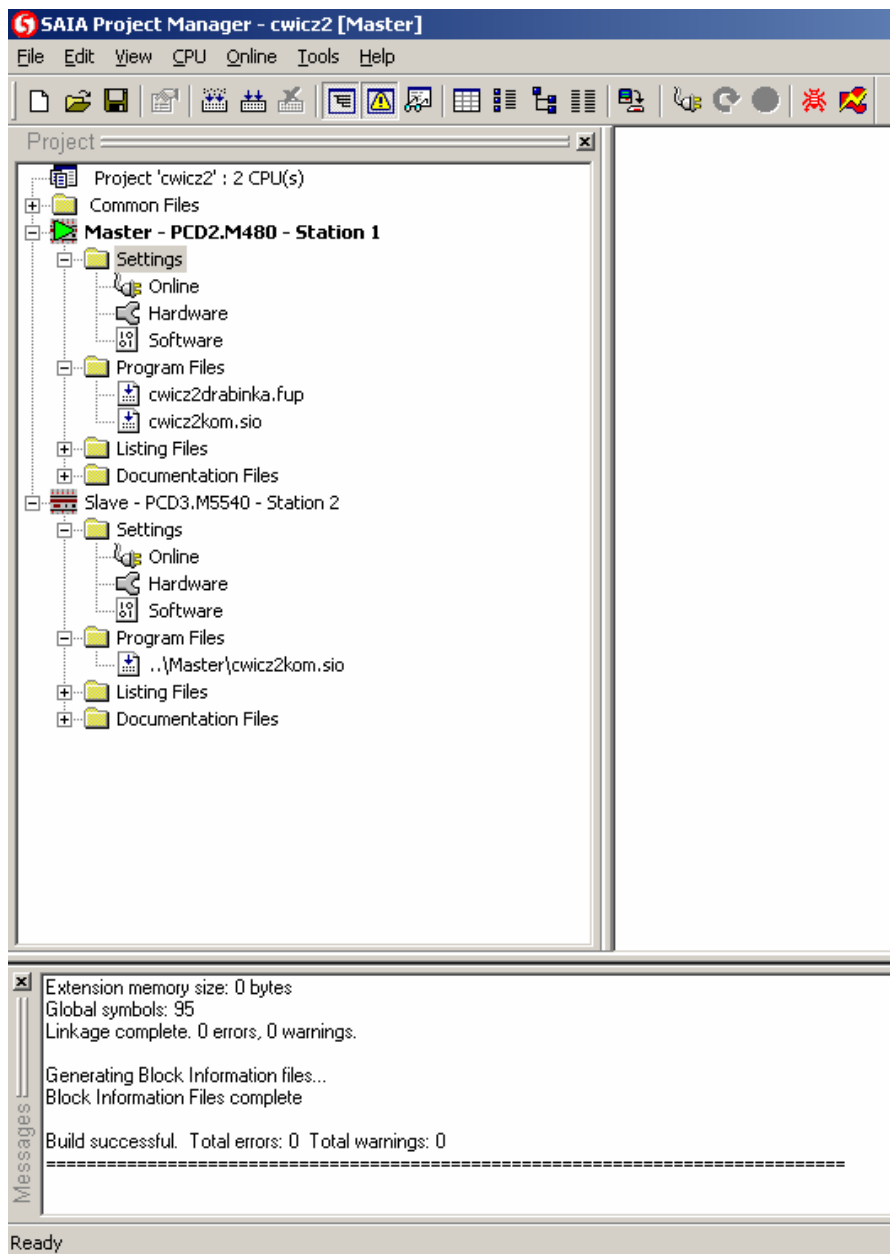 SAIA Project Manager - cwicz2 [Master]
File Edit View CPU Online Tools Help
Project
Project 'cwicz2' : 2 CPU(s)
Common Files
Master - PCD2.M480 - Station 1
Settings
Online
Hardware
Software
Program Files
cwicz2drabinka.fup
cwicz2kom.sio
Listing Files
Documentation Files
Slave - PCD3.M5540 - Station 2
Settings
Online
Hardware
Software
Program Files
..\Master\cwicz2kom.sio
Listing Files
Documentation Files
Messages
Extension memory size: 0 bytes
Global symbols: 95
Linkage complete. 0 errors, 0 warnings.
Generating Block Information files...
Block Information Files complete
Build successful. Total errors: 0 Total warnings: 0
===============================================================================
Ready